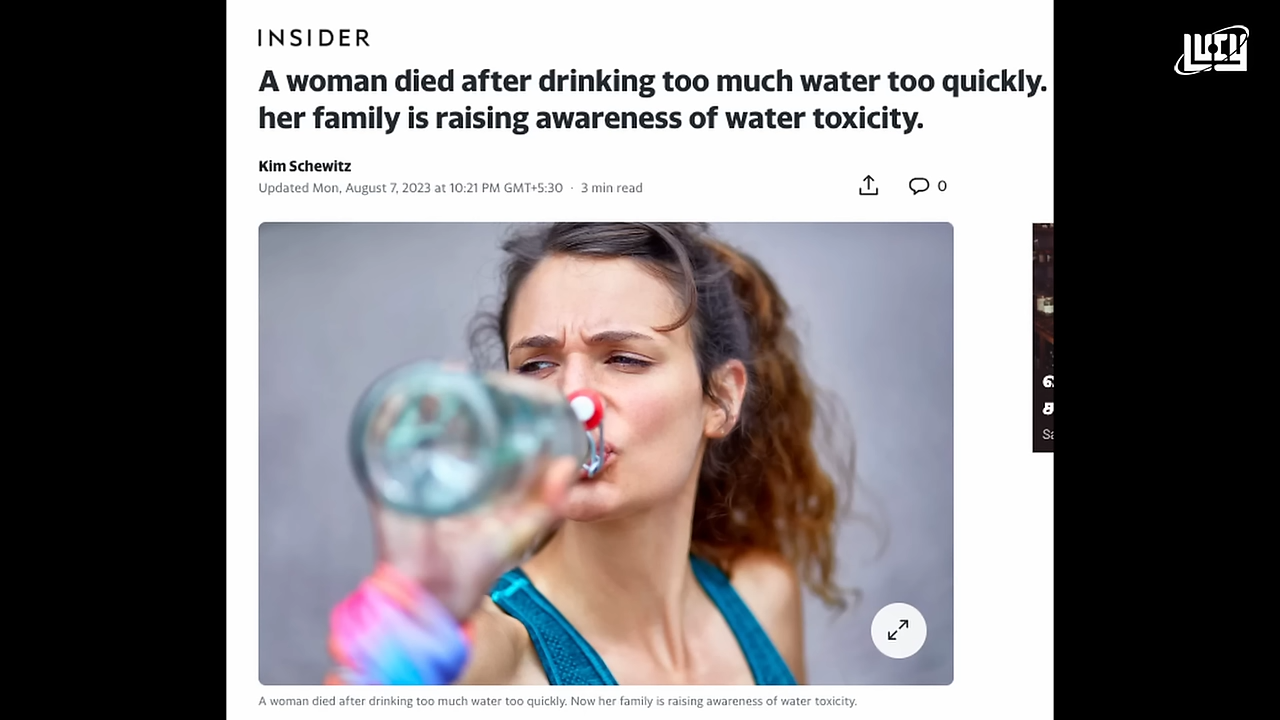 LUCY
INSIDER
A woman died after drinking too much water too quickly.
her family is raising awareness of water toxicity.
Kim Schewitz
Updated Mon, August 7, 2023 at 10:21 PM GMT+5:30 · 3 min read
0
A woman died after drinking too much water too quickly. Now her family is raising awareness of water toxicity.